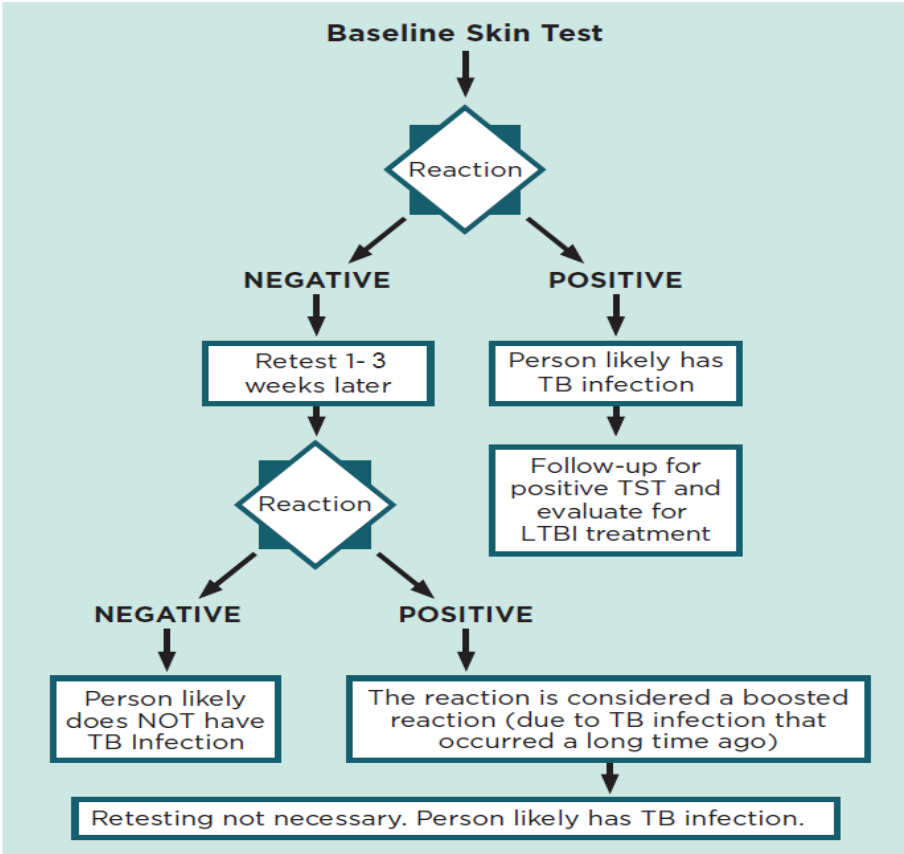 Baseline Skin Test
Reaction
NEGATIVE
POSITIVE
Retest 1-3
weeks later
Person likely has
TB infection
Follow-up for
positive TST and
evaluate for
LTBI treatment
Reaction
NEGATIVE
POSITIVE
Person likely
does NOT have
TB Infection
The reaction is considered a boosted
reaction (due to TB infection that
occurred a long time ago)
Retesting not necessary. Person likely has TB infection.